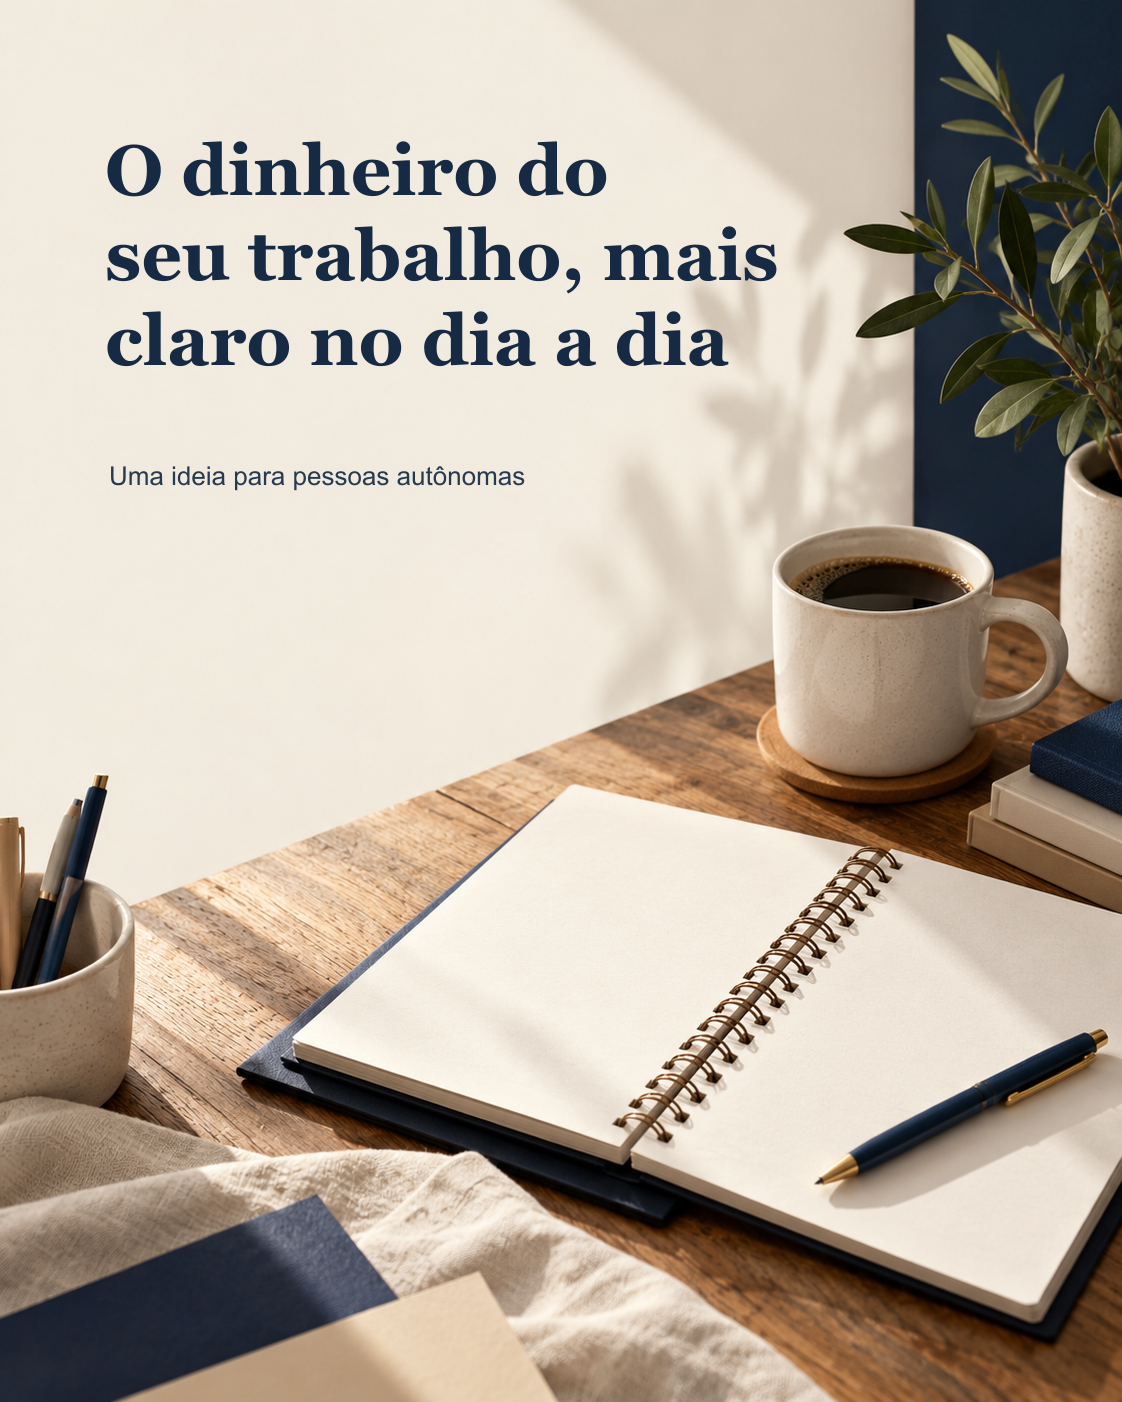 O dinheiro do
seu trabalho, mais
claro no dia a dia
Uma ideia para pessoas autônomas